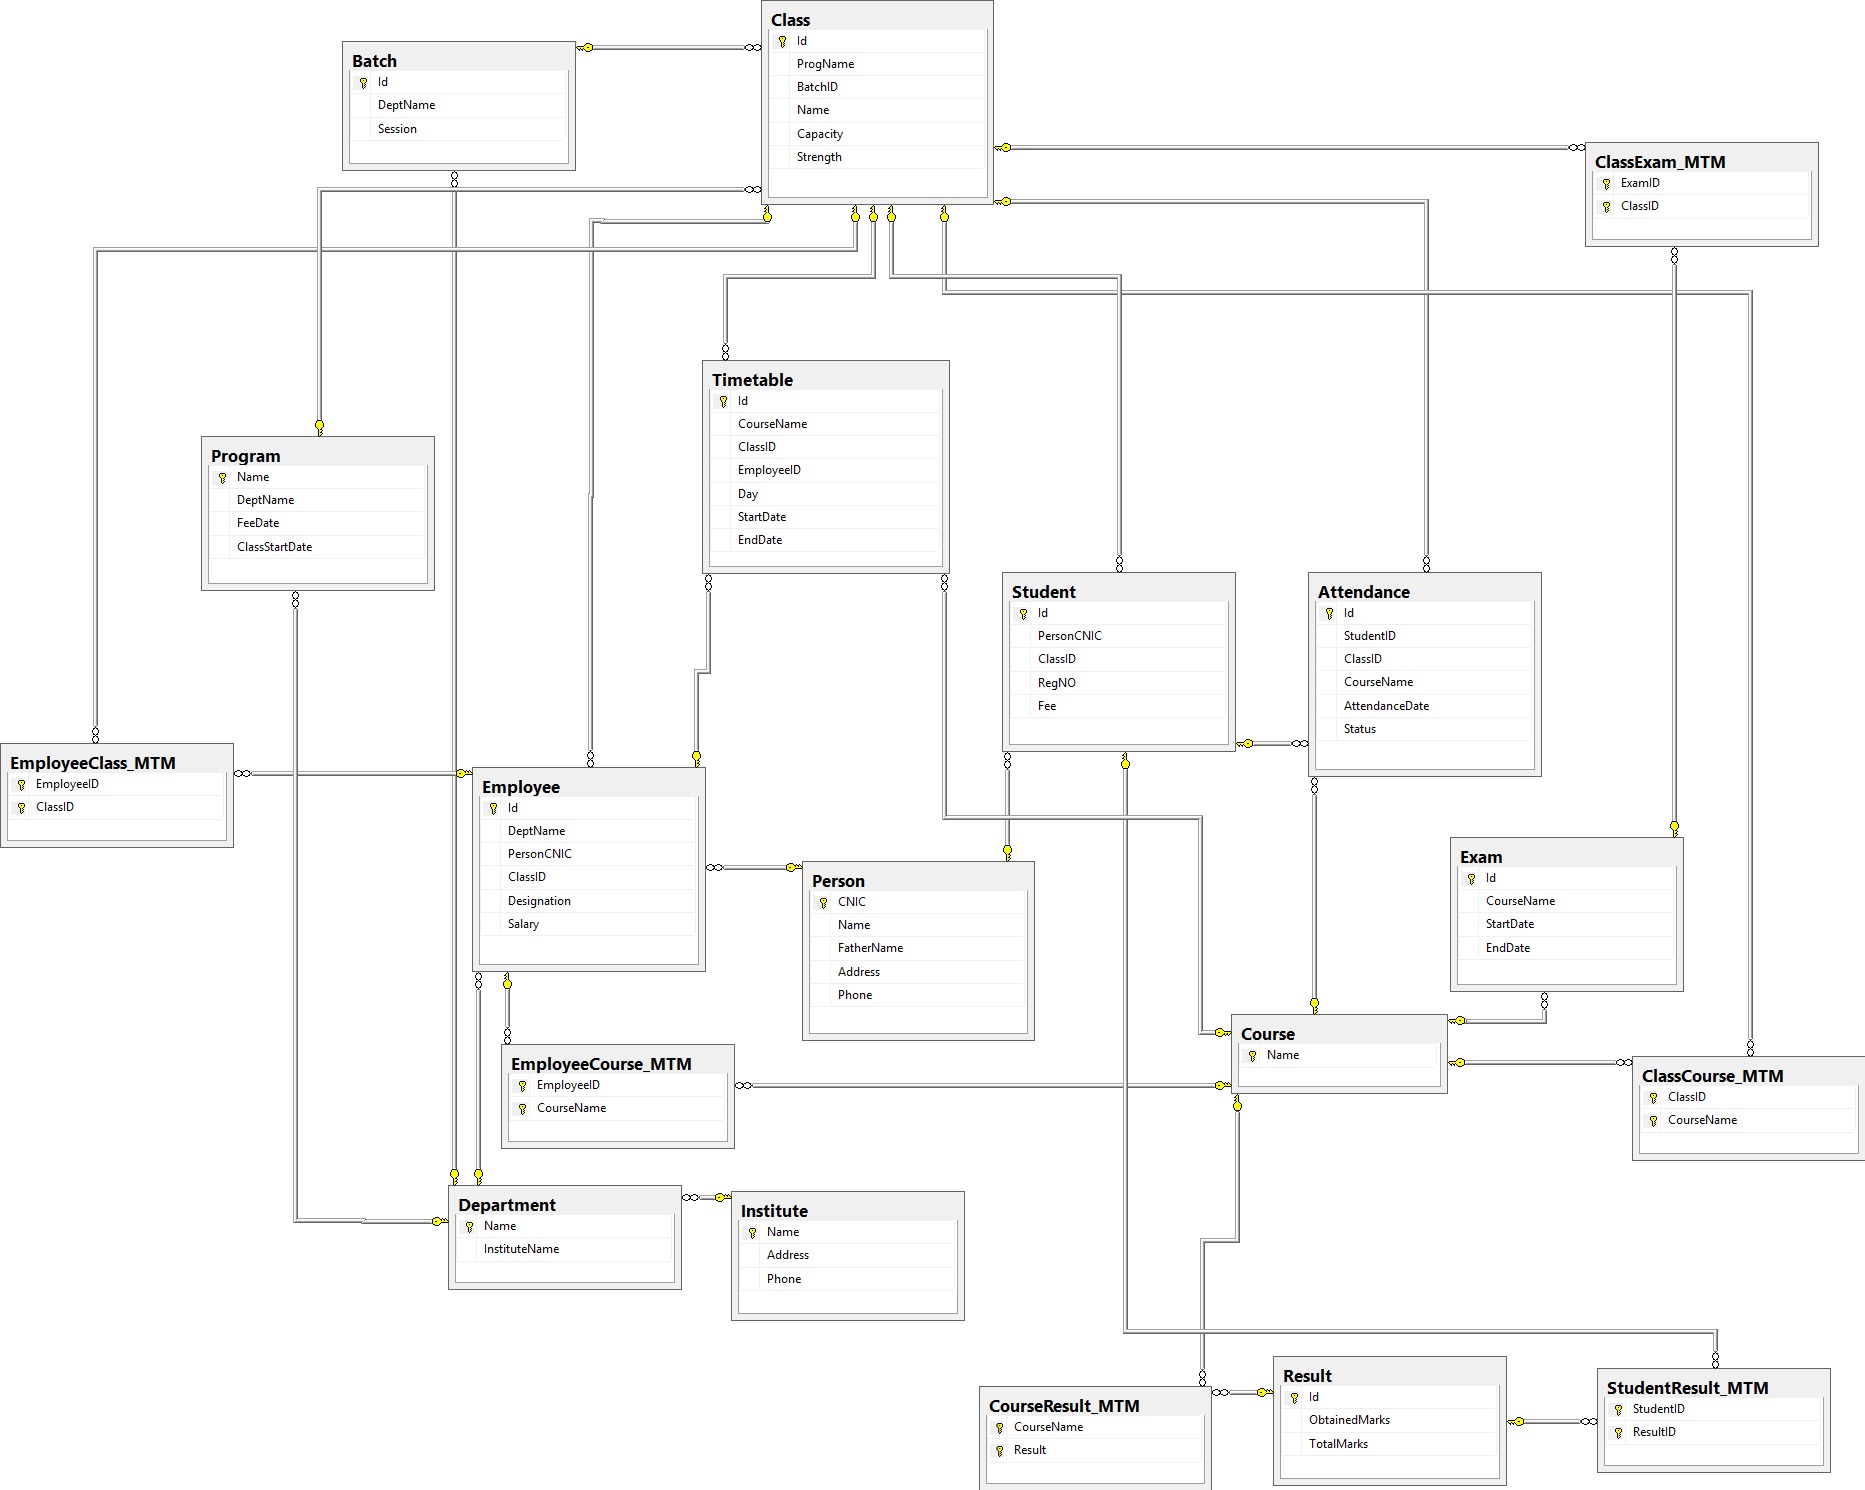 Class
Id
ProgName
BatchID
Name
Capacity
Strength
Batch
Id
DeptName
Session
ClassExam_MTM
ExamID
ClassID
Timetable
Id
CourseName
ClassID
EmployeeID
Day
StartDate
EndDate
Program
Name
DeptName
FeeDate
ClassStartDate
Student
Id
PersonCNIC
ClassID
RegNO
Fee
Attendance
Id
StudentID
ClassID
CourseName
AttendanceDate
Status
EmployeeClass_MTM
EmployeeID
ClassID
Employee
Id
DeptName
PersonCNIC
ClassID
Designation
Salary
Person
CNIC
Name
FatherName
Address
Phone
Exam
Id
CourseName
StartDate
EndDate
Course
Name
EmployeeCourse_MTM
EmployeeID
CourseName
ClassCourse_MTM
ClassID
CourseName
Department
Name
InstituteName
Institute
Name
Address
Phone
CourseResult_MTM
CourseName
Result
Result
Id
ObtainedMarks
TotalMarks
StudentResult_MTM
StudentID
ResultID